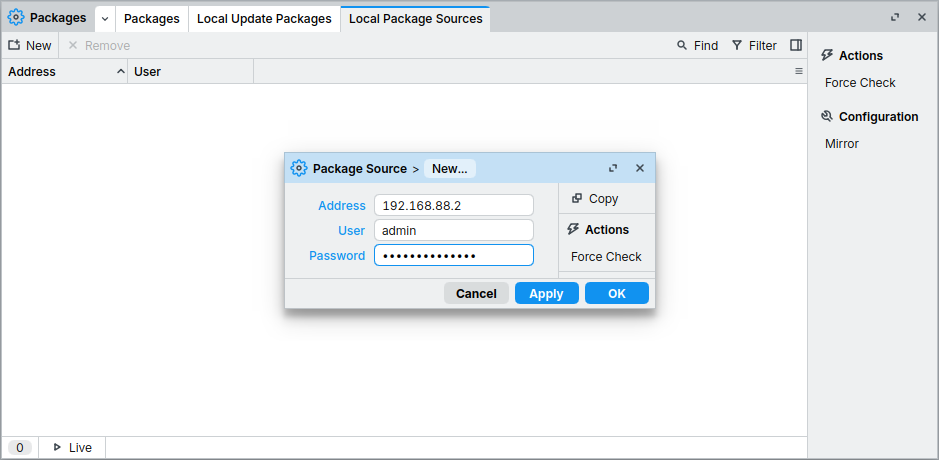 Packages Packages Local Update Packages Local Package Sources
New Remove Find Filter
Address User
Actions
Force Check
Configuration
Mirror
Package Source > New...
Address 192.168.88.2
User admin
Password ••••••••••••••
Copy
Actions
Force Check
Cancel Apply OK
0 Live